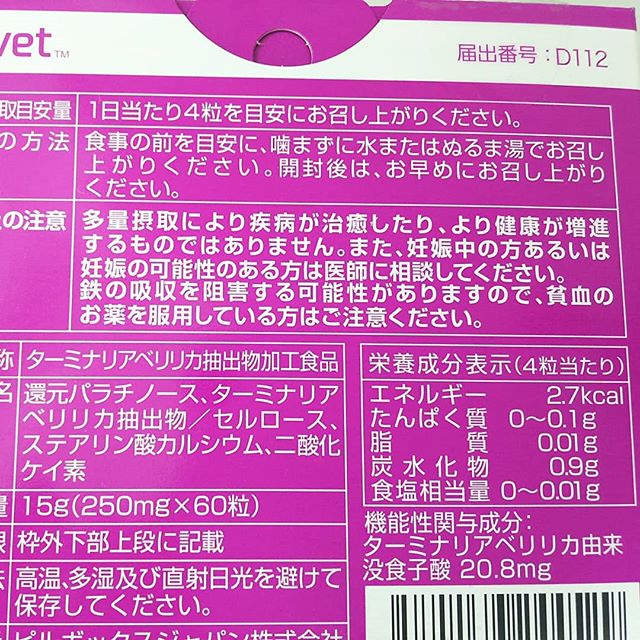 vet™
届出番号：D112
取目安量
1日当たり4粒を目安にお召し上がりください。
の方法
食事の前を目安に、噛まずに水またはぬるま湯でお召し
上がりください。開封後は、お早めにお召し上がり
ください。
の注意
多量摂取により疾病が治癒したり、より健康が増進
するものではありません。また、妊娠中の方あるいは
妊娠の可能性のある方は医師に相談してください。
鉄の吸収を阻害する可能性がありますので、貧血の
お薬を服用している方はご注意ください。
称
ターミナリアベリリカ抽出物加工食品
名
還元パラチノース、ターミナリア
ベリリカ抽出物／セルロース、
ステアリン酸カルシウム、二酸化
ケイ素
量
15g(250mg×60粒)
限
枠外下部上段に記載
法
高温、多湿及び直射日光を避けて
保存してください。
ピルボックスジャパン株式会社
栄養成分表示(4粒当たり)
エネルギー 2.7kcal
たんぱく質 0～0.1g
脂質 0.01g
炭水化物 0.9g
食塩相当量 0～0.01g
機能性関与成分：
ターミナリアベリリカ由来
没食子酸 20.8mg